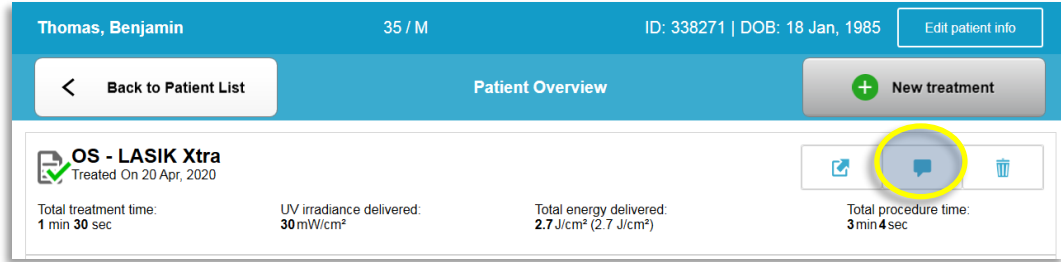 Thomas, Benjamin 35 / M ID: 338271 | DOB: 18 Jan, 1985 Edit patient info
Back to Patient List Patient Overview New treatment
OS - LASIK Xtra
Treated On 20 Apr, 2020
Total treatment time: UV irradiance delivered: Total energy delivered: Total procedure time:
1 min 30 sec 30 mW/cm² 2.7 J/cm² (2.7 J/cm²) 3 min 4 sec